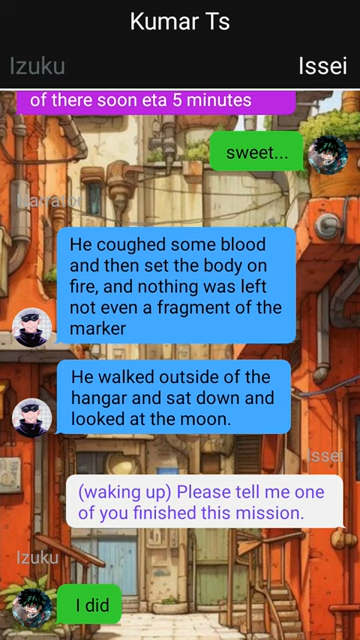 Kumar Ts
Izuku
Issei
of there soon eta 5 minutes
sweet...
Narrator
He coughed some blood
and then set the body on
fire, and nothing was left
not even a fragment of the
marker
He walked outside of the
hangar and sat down and
looked at the moon.
Issei
(waking up) Please tell me one
of you finished this mission.
Izuku
I did